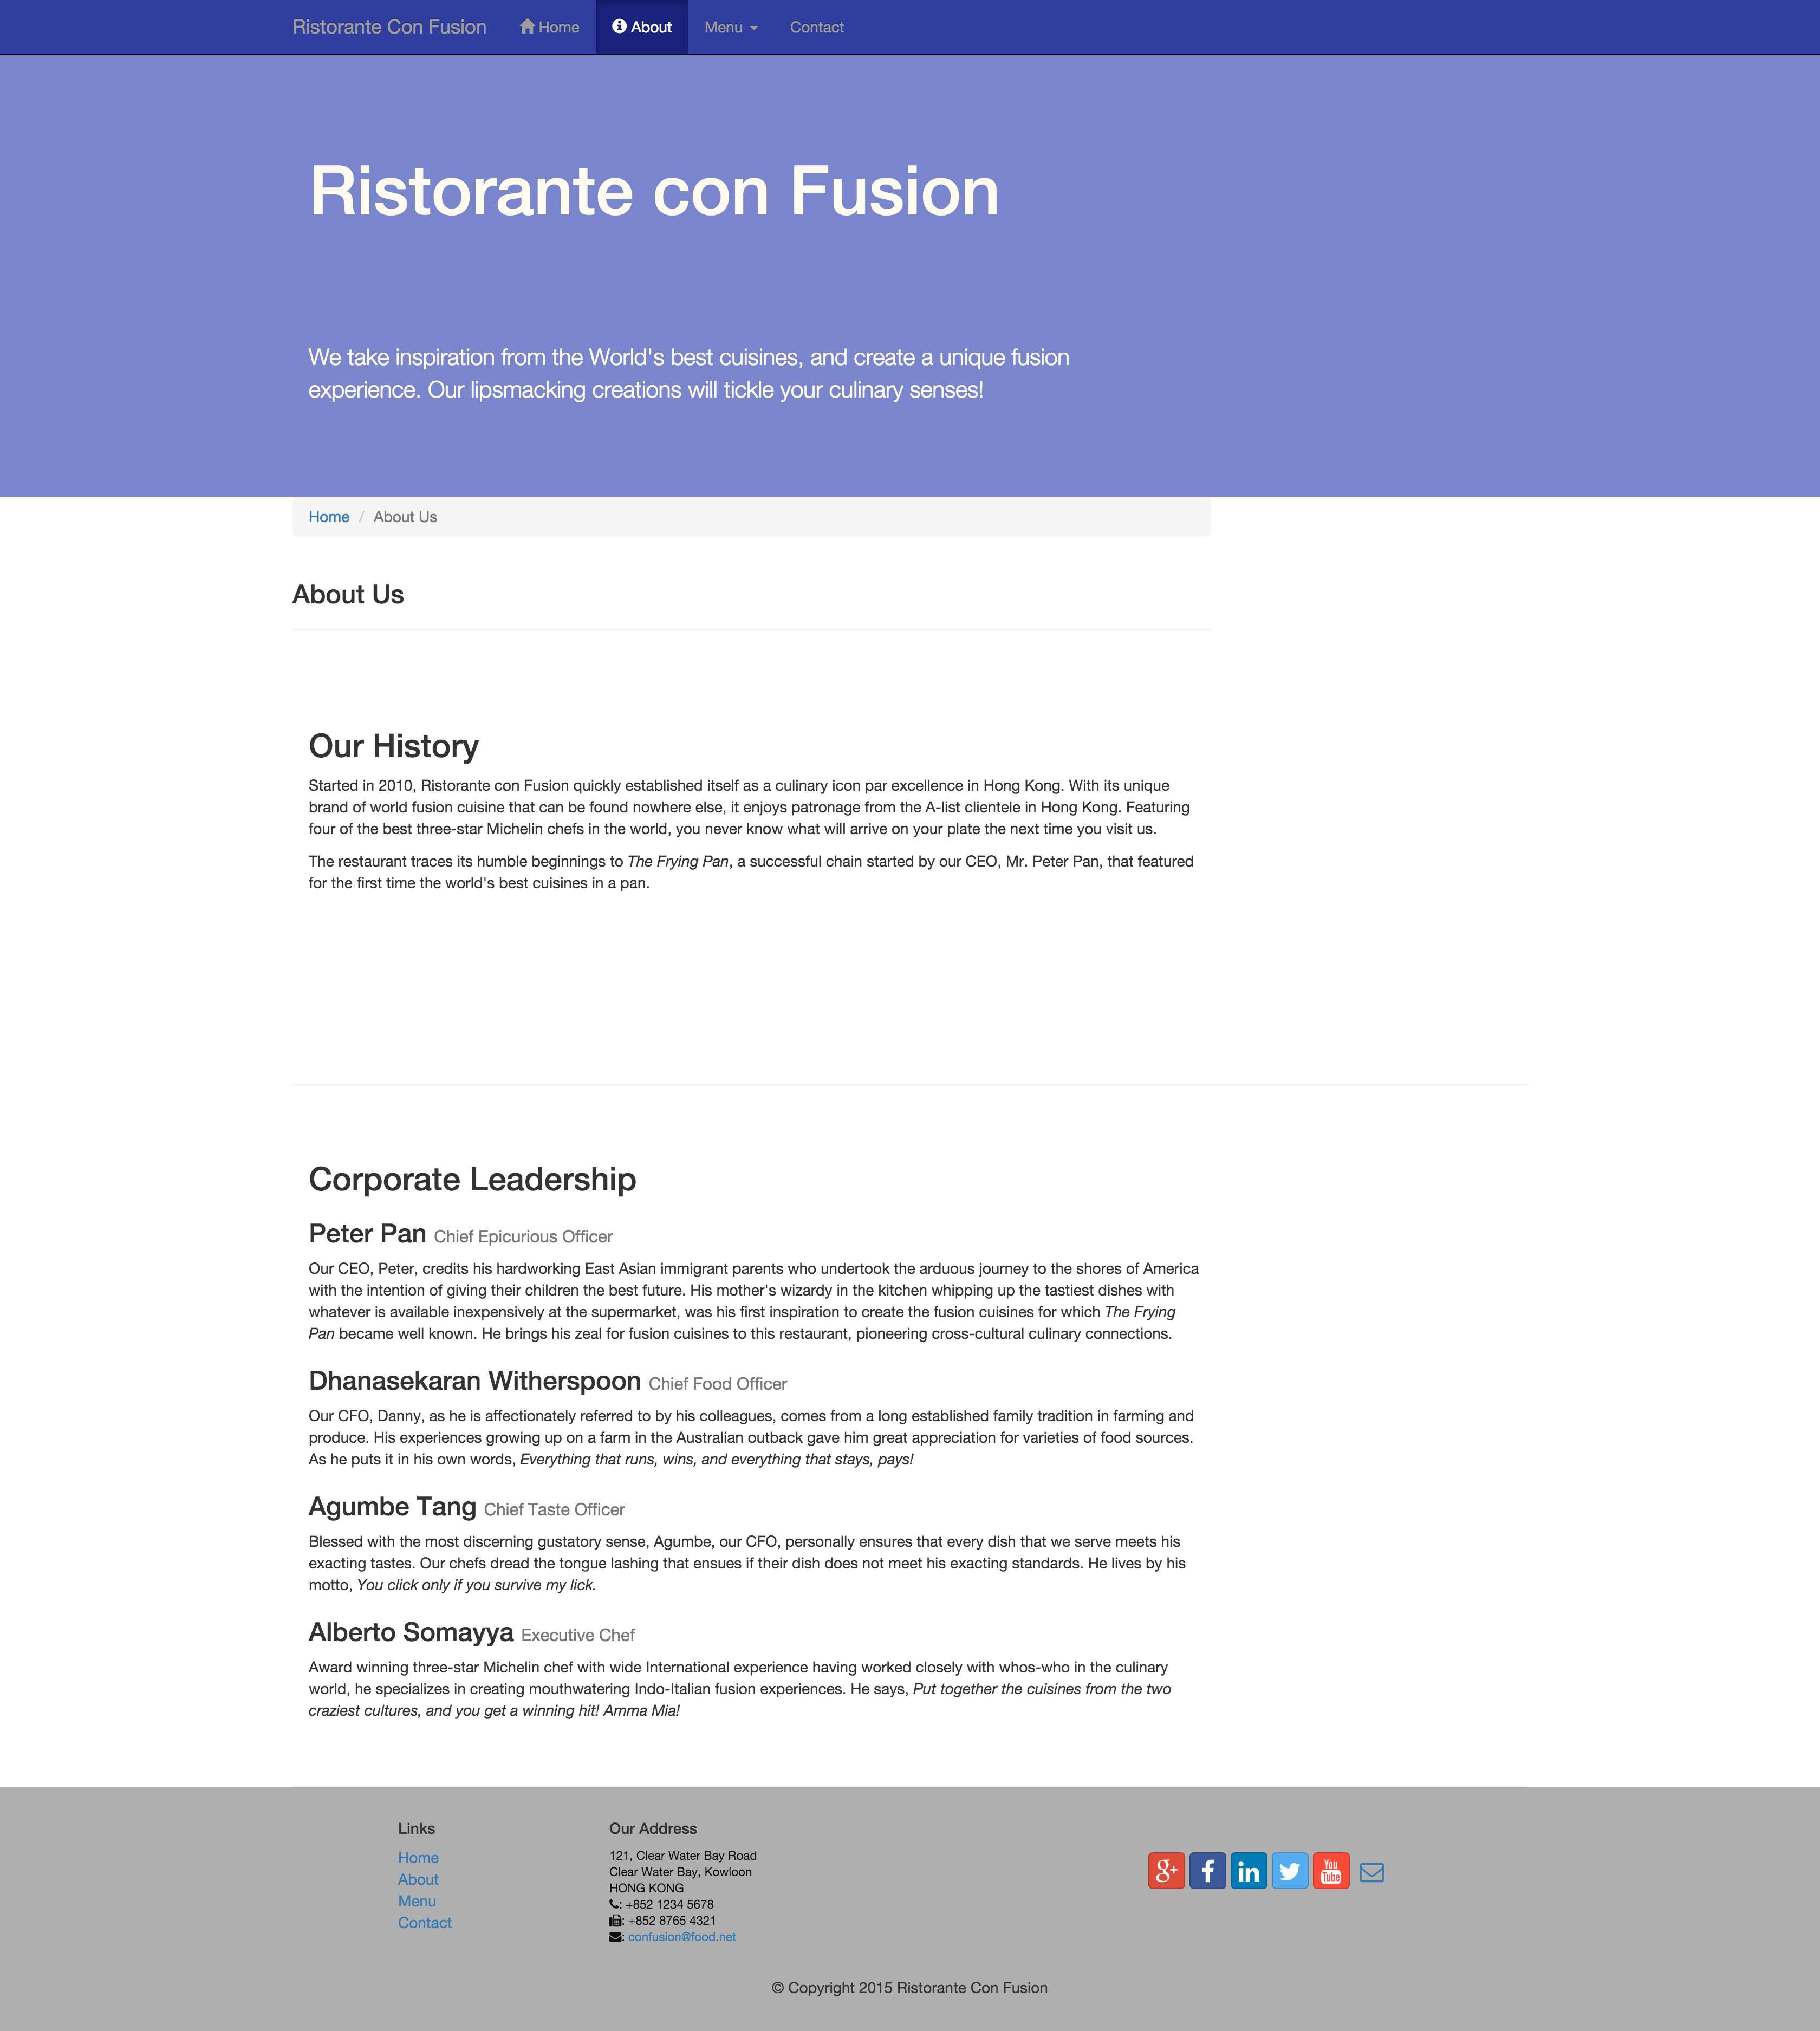 Ristorante Con Fusion Home About Menu Contact
Ristorante con Fusion
We take inspiration from the World's best cuisines, and create a unique fusion
experience. Our lipsmacking creations will tickle your culinary senses!
Home / About Us
About Us
Our History
Started in 2010, Ristorante con Fusion quickly established itself as a culinary icon par excellence in Hong Kong. With its unique
brand of world fusion cuisine that can be found nowhere else, it enjoys patronage from the A-list clientele in Hong Kong. Featuring
four of the best three-star Michelin chefs in the world, you never know what will arrive on your plate the next time you visit us.
The restaurant traces its humble beginnings to The Frying Pan, a successful chain started by our CEO, Mr. Peter Pan, that featured
for the first time the world's best cuisines in a pan.
Corporate Leadership
Peter Pan Chief Epicurious Officer
Our CEO, Peter, credits his hardworking East Asian immigrant parents who undertook the arduous journey to the shores of America
with the intention of giving their children the best future. His mother's wizardy in the kitchen whipping up the tastiest dishes with
whatever is available inexpensively at the supermarket, was his first inspiration to create the fusion cuisines for which The Frying
Pan became well known. He brings his zeal for fusion cuisines to this restaurant, pioneering cross-cultural culinary connections.
Dhanasekaran Witherspoon Chief Food Officer
Our CFO, Danny, as he is affectionately referred to by his colleagues, comes from a long established family tradition in farming and
produce. His experiences growing up on a farm in the Australian outback gave him great appreciation for varieties of food sources.
As he puts it in his own words, Everything that runs, wins, and everything that stays, pays!
Agumbe Tang Chief Taste Officer
Blessed with the most discerning gustatory sense, Agumbe, our CFO, personally ensures that every dish that we serve meets his
exacting tastes. Our chefs dread the tongue lashing that ensues if their dish does not meet his exacting standards. He lives by his
motto, You click only if you survive my lick.
Alberto Somayya Executive Chef
Award winning three-star Michelin chef with wide International experience having worked closely with whos-who in the culinary
world, he specializes in creating mouthwatering Indo-Italian fusion experiences. He says, Put together the cuisines from the two
craziest cultures, and you get a winning hit! Amma Mia!
Links
Home
About
Menu
Contact
Our Address
121, Clear Water Bay Road
Clear Water Bay, Kowloon
HONG KONG
: +852 1234 5678
: +852 8765 4321
: confusion@food.net
g+ f in You Tube
© Copyright 2015 Ristorante Con Fusion